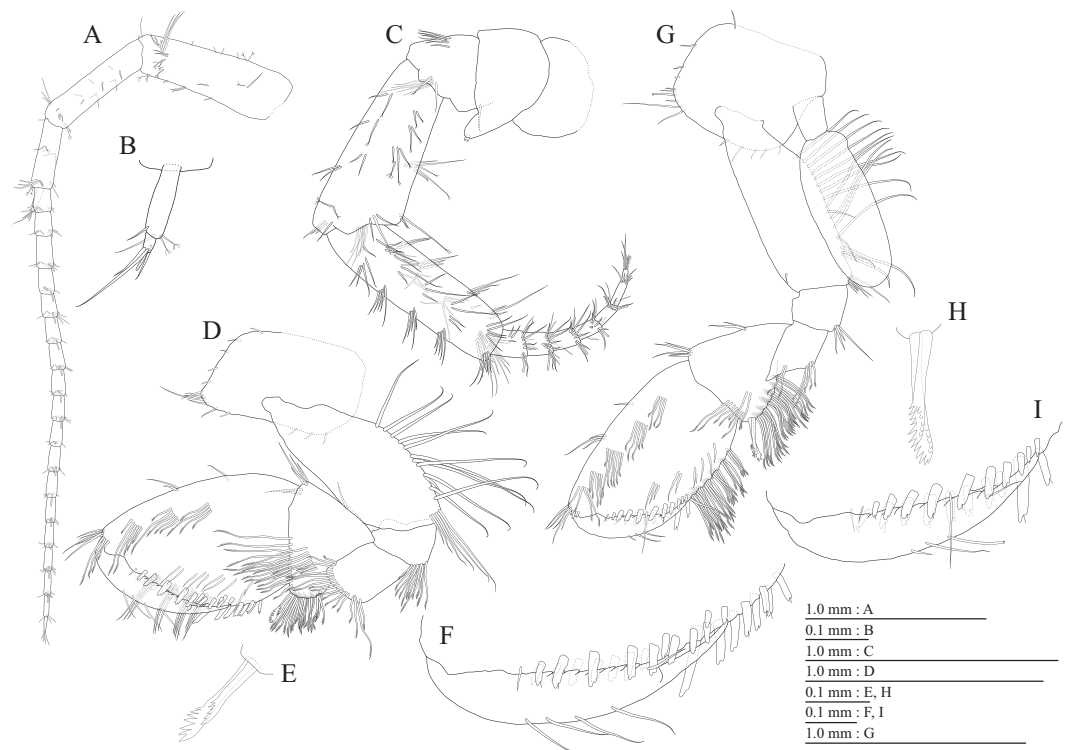 A
B
C
D
E
F
G
H
I
1.0 mm : A
0.1 mm : B
1.0 mm : C
1.0 mm : D
0.1 mm : E, H
0.1 mm : F, I
1.0 mm : G